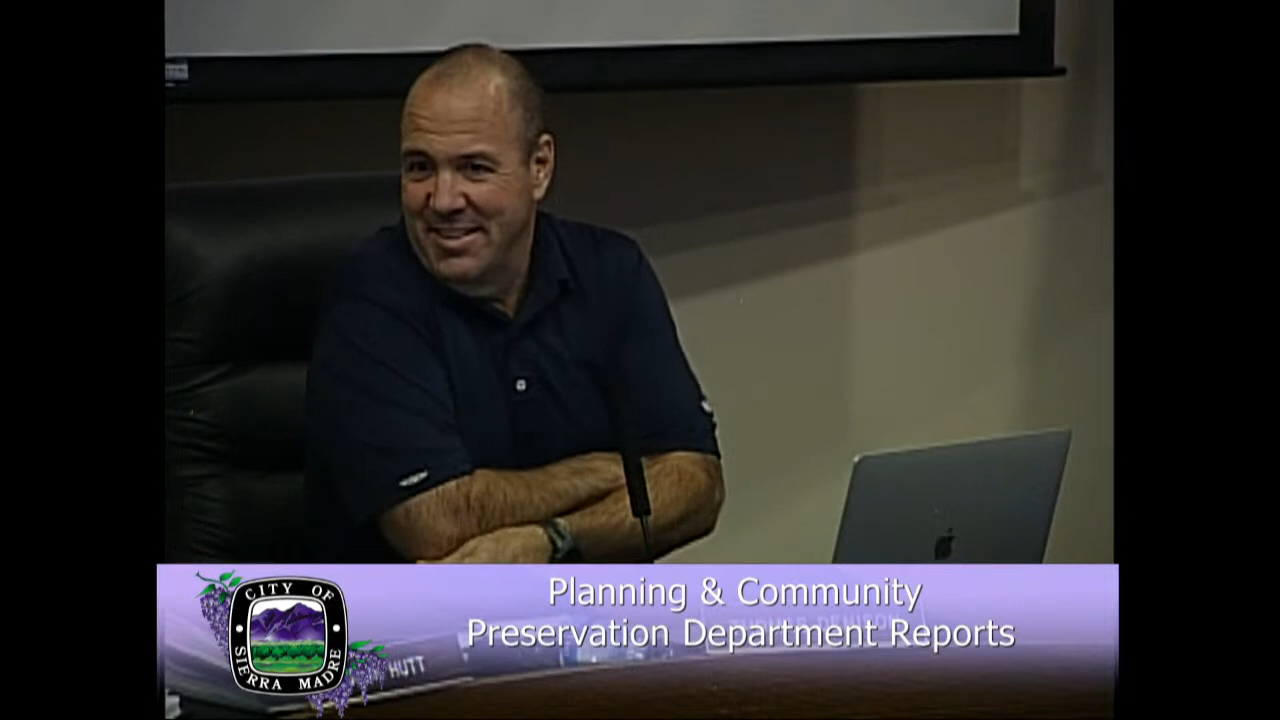 Planning & Community
Preservation Department Reports
CITY OF
SIERRA MADRE
HUTT